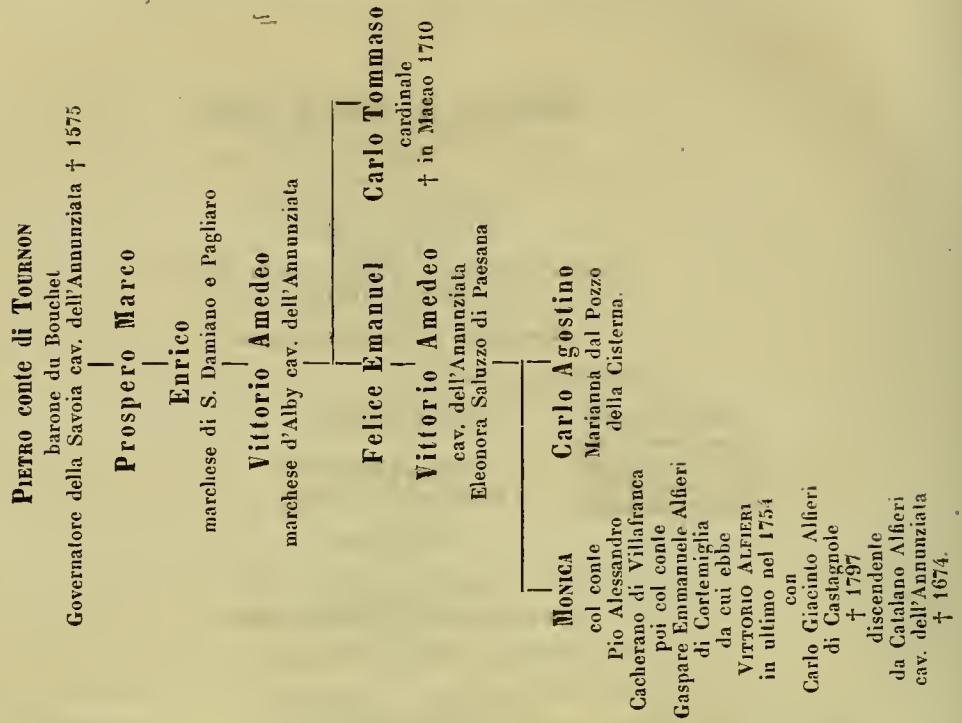 PIETRO conte di TOURNON
barone du Bouchet
Governatore della Savoia cav. dell'Annunziata † 1575
Prospero Marco
Enrico
marchese di S. Damiano e Pagliaro
Vittorio Amedeo
marchese d'Alby cav. dell'Annunziata
Felice Emanuel
Carlo Tommaso
cardinale
† in Macao 1710
Vittorio Amedeo
cav. dell'Annunziata
Eleonora Saluzzo di Paesana
MONICA
col conte
Pio Alessandro
Cacherano di Villafranca
poi col conte
Gaspare Emmanuele Alfieri
di Cortemiglia
da cui ebbe
VITTORIO ALFIERI
in ultimo nel 1754
con
Carlo Giacinto Alfieri
di Castagnole
† 1797
discendente
da Catalano Alfieri
cav. dell'Annunziata
† 1674.
Carlo Agostino
Marianna dal Pozzo
della Cisterna.